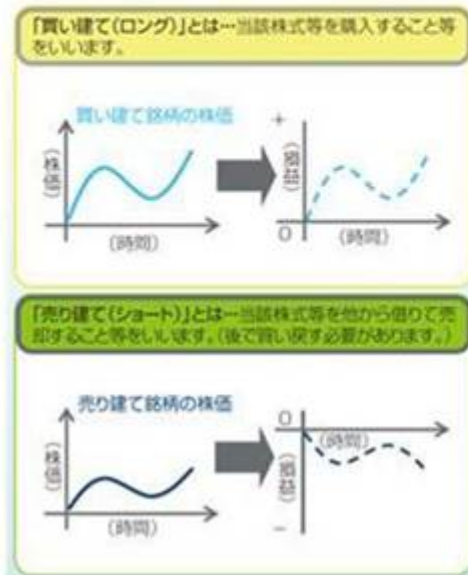 「買い建て(ロング)」とは…当該株式等を購入すること等
をいいます。
買い建て銘柄の株価
(株価)
(時間)
+
(損益)
0
(時間)
「売り建て(ショート)」とは…当該株式等を他から借りて売
却すること等をいいます。(後で買い戻す必要があります。)
売り建て銘柄の株価
(株価)
(時間)
0
(時間)
(損益)
−